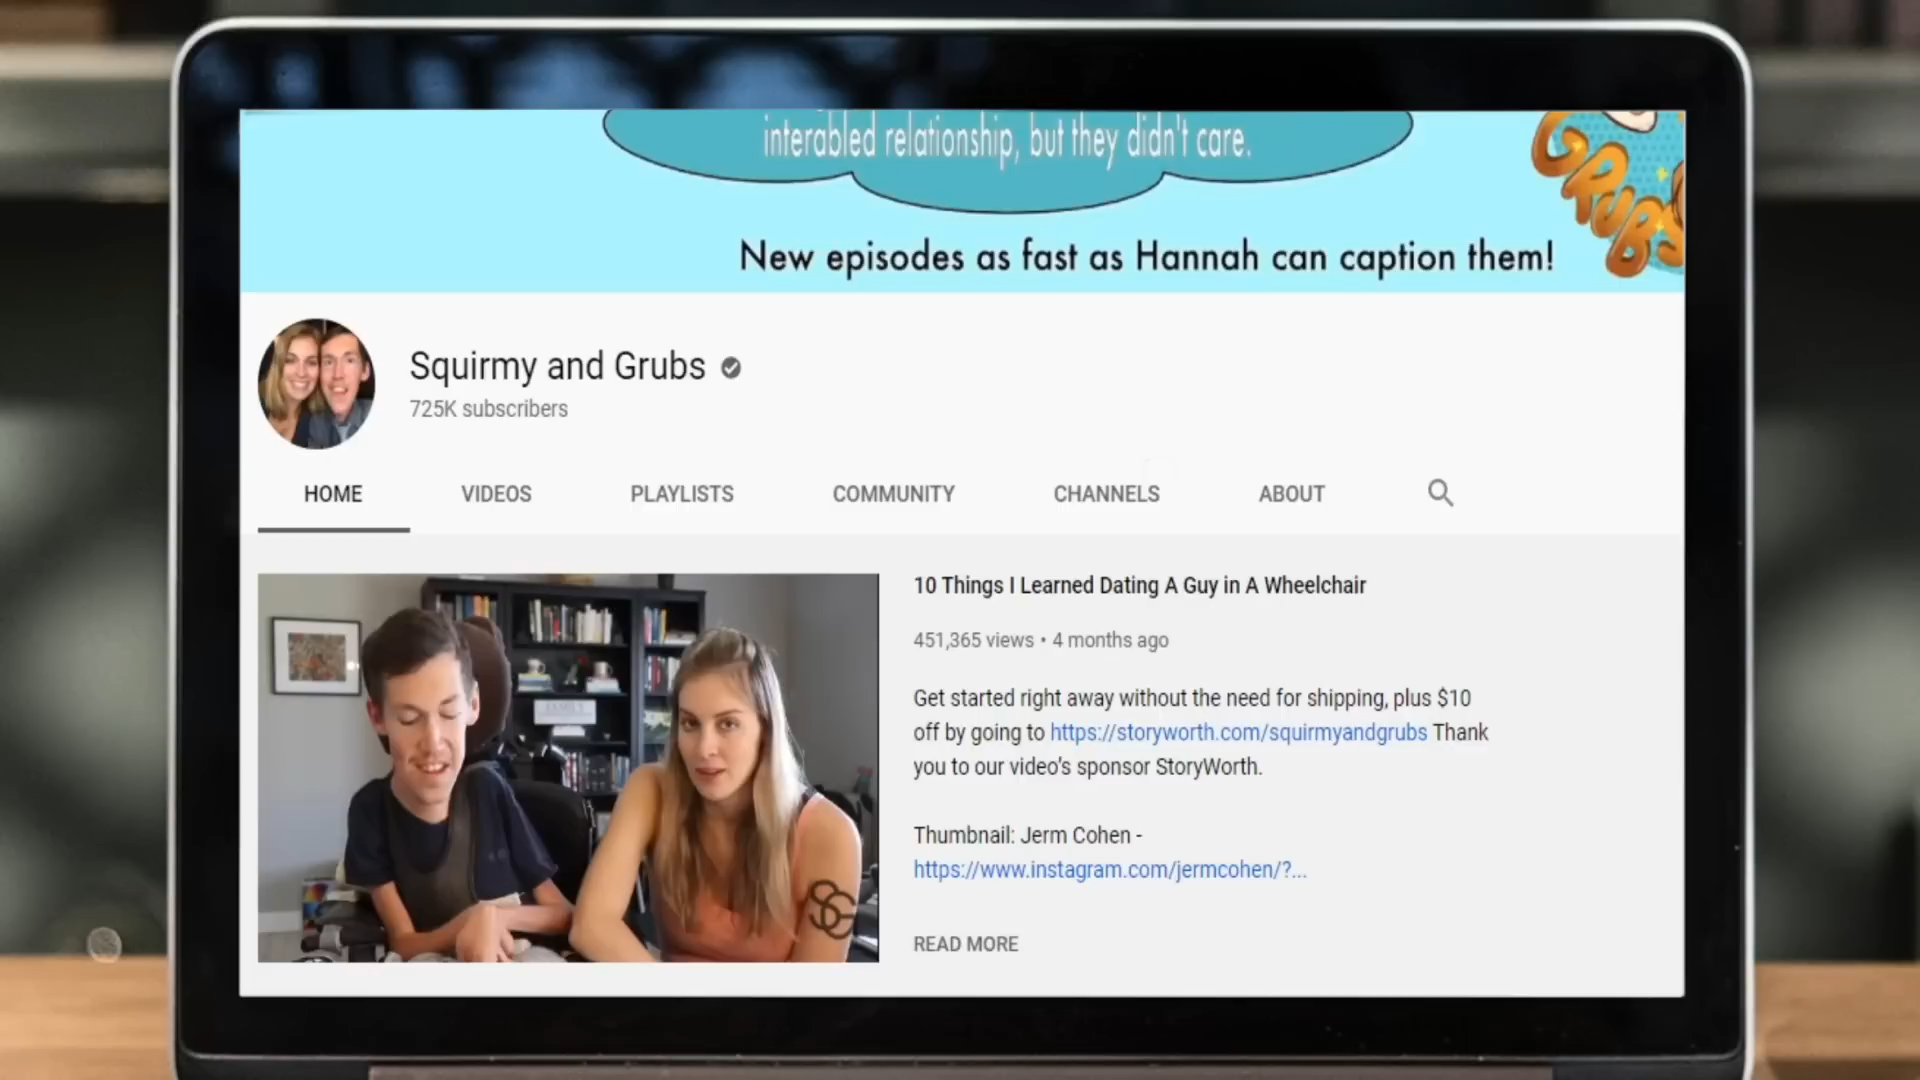 interabled relationship, but they didn't care.
GRUBS
New episodes as fast as Hannah can caption them!
Squirmy and Grubs
725K subscribers
HOME VIDEOS PLAYLISTS COMMUNITY CHANNELS ABOUT
10 Things I Learned Dating A Guy in A Wheelchair
451,365 views • 4 months ago
Get started right away without the need for shipping, plus $10
off by going to https://storyworth.com/squirmyandgrubs Thank
you to our video's sponsor StoryWorth.
Thumbnail: Jerm Cohen -
https://www.instagram.com/jermcohen/?...
READ MORE
FAMILY